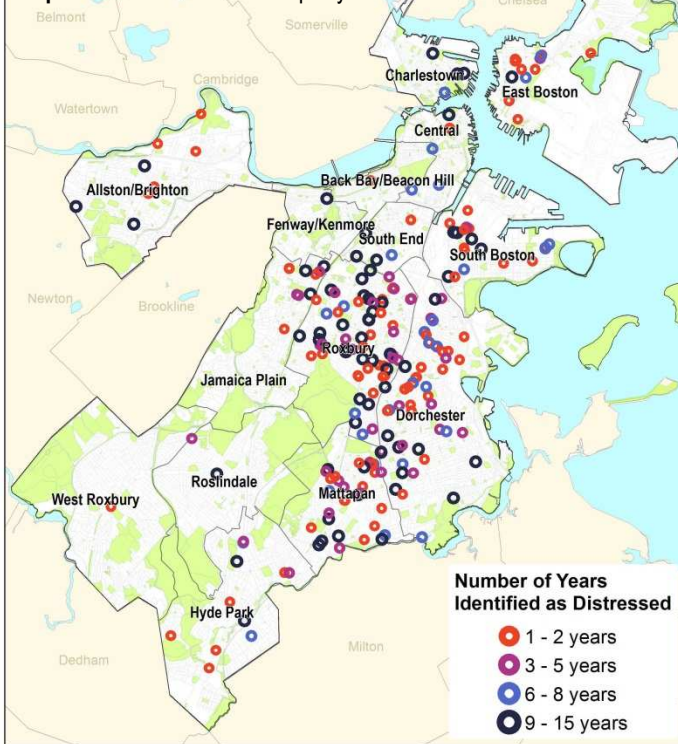 Belmont
Somerville
Chelsea
Charlestown
East Boston
Cambridge
Watertown
Central
Allston/Brighton
Back Bay/Beacon Hill
Fenway/Kenmore
South End
South Boston
Newton
Brookline
Roxbury
Jamaica Plain
Dorchester
West Roxbury
Roslindale
Mattapan
Hyde Park
Dedham
Milton
Number of Years
Identified as Distressed
1 - 2 years
3 - 5 years
6 - 8 years
9 - 15 years